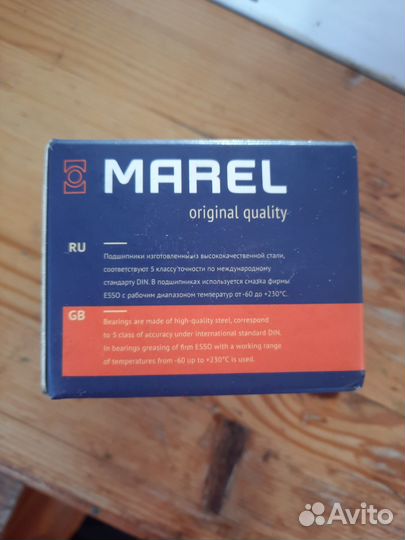 MAREL
original quality
RU
Подшипники изготовленны из высококачественной стали,
соответствуют 5 классу точности по международному
стандарту DIN. В подшипниках используется смазка фирмы
ESSO с рабочим диапазоном температур от -60 до +230°C.
GB
Bearings are made of high-quality steel, correspond
to 5 class of accuracy under international standard DIN.
In bearings greasing of firm ESSO with a working range
of temperatures from -60 up to +230°C is used.
Avito